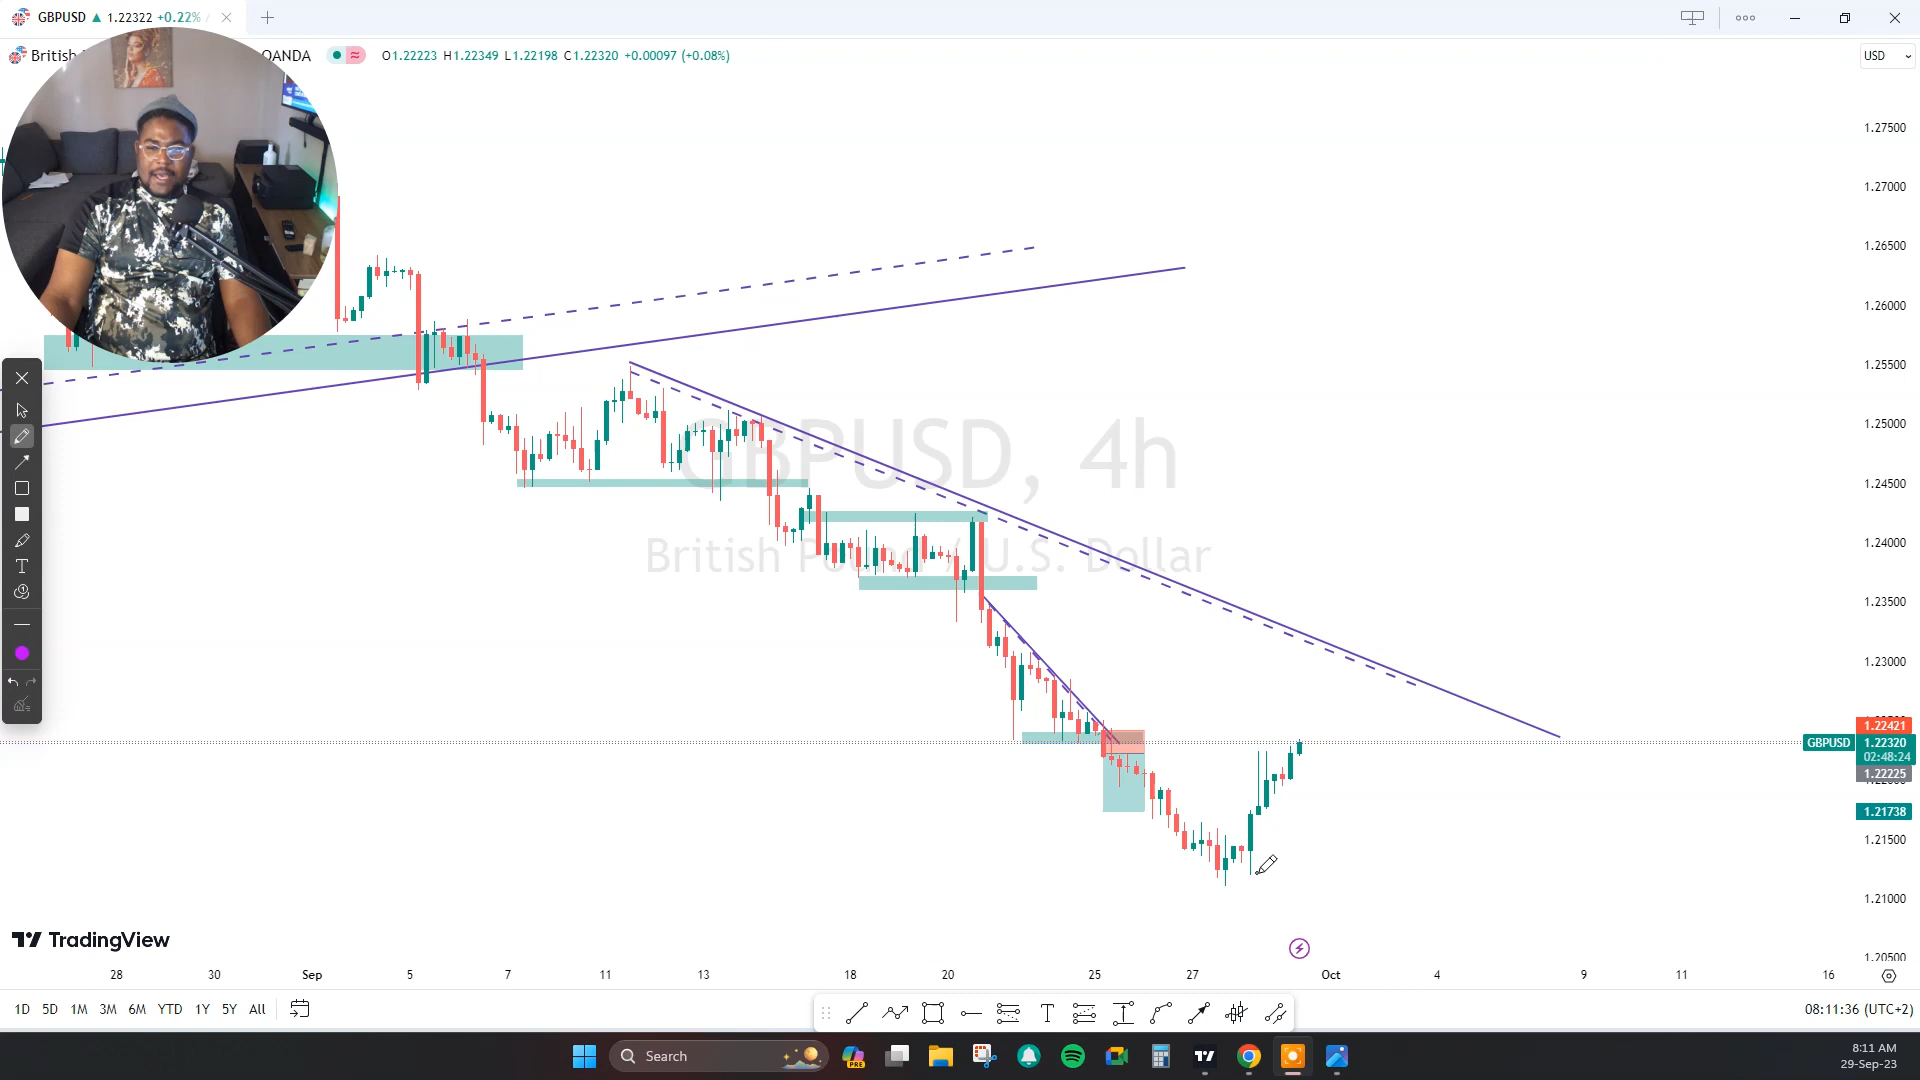 GBPUSD ▲ 1.22322 +0.22% /
British OANDA O1.22223 H1.22349 L1.22198 C1.22320 +0.00097 (+0.08%)
USD
1.27500
1.27000
1.26500
1.26000
1.25500
1.25000
GBPUSD, 4h
1.24500
1.24000
British Pound / U.S. Dollar
1.23500
1.23000
1.22421
GBPUSD 1.22320
02:48:24
1.22225
1.21738
1.21500
1.21000
TradingView
1.20500
28 30 Sep 5 7 11 13 18 20 25 27 Oct 4 9 11 16
1D 5D 1M 3M 6M YTD 1Y 5Y All 08:11:36 (UTC+2)
Search
PRE
8:11 AM
29-Sep-23